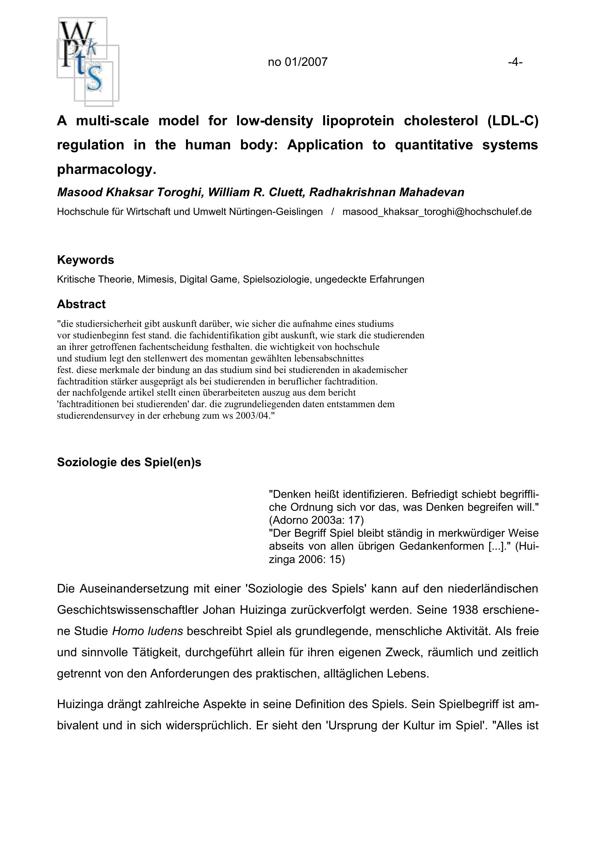 W
P k
t
S
no 01/2007 -4-
A multi-scale model for low-density lipoprotein cholesterol (LDL-C)
regulation in the human body: Application to quantitative systems
pharmacology.
Masood Khaksar Toroghi, William R. Cluett, Radhakrishnan Mahadevan
Hochschule für Wirtschaft und Umwelt Nürtingen-Geislingen / masood_khaksar_toroghi@hochschulef.de
Keywords
Kritische Theorie, Mimesis, Digital Game, Spielsoziologie, ungedeckte Erfahrungen
Abstract
"die studiersicherheit gibt auskunft darüber, wie sicher die aufnahme eines studiums
vor studienbeginn fest stand. die fachidentifikation gibt auskunft, wie stark die studierenden
an ihrer getroffenen fachentscheidung festhalten. die wichtigkeit von hochschule
und studium legt den stellenwert des momentan gewählten lebensabschnittes
fest. diese merkmale der bindung an das studium sind bei studierenden in akademischer
fachtradition stärker ausgeprägt als bei studierenden in beruflicher fachtradition.
der nachfolgende artikel stellt einen überarbeiteten auszug aus dem bericht
'fachtraditionen bei studierenden' dar. die zugrundeliegenden daten entstammen dem
studierendensurvey in der erhebung zum ws 2003/04."
Soziologie des Spiel(en)s
"Denken heißt identifizieren. Befriedigt schiebt begriffli-
che Ordnung sich vor das, was Denken begreifen will."
(Adorno 2003a: 17)
"Der Begriff Spiel bleibt ständig in merkwürdiger Weise
abseits von allen übrigen Gedankenformen [...]." (Hui-
zinga 2006: 15)
Die Auseinandersetzung mit einer 'Soziologie des Spiels' kann auf den niederländischen
Geschichtswissenschaftler Johan Huizinga zurückverfolgt werden. Seine 1938 erschiene-
ne Studie Homo ludens beschreibt Spiel als grundlegende, menschliche Aktivität. Als freie
und sinnvolle Tätigkeit, durchgeführt allein für ihren eigenen Zweck, räumlich und zeitlich
getrennt von den Anforderungen des praktischen, alltäglichen Lebens.
Huizinga drängt zahlreiche Aspekte in seine Definition des Spiels. Sein Spielbegriff ist am-
bivalent und in sich widersprüchlich. Er sieht den 'Ursprung der Kultur im Spiel'. "Alles ist